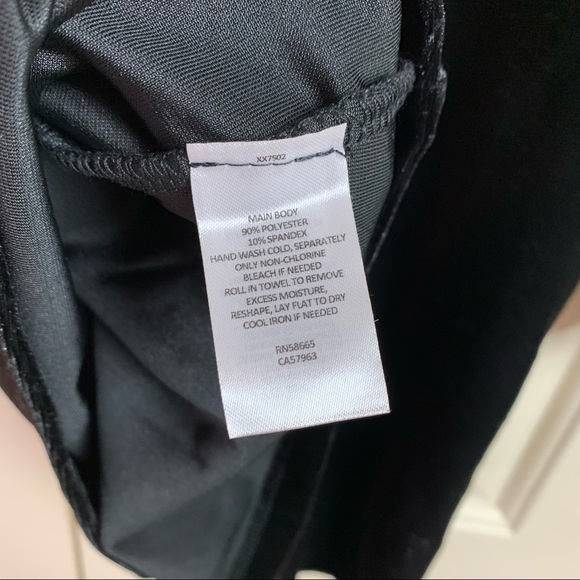 XX7502
MAIN BODY
90% POLYESTER
10% SPANDEX
HAND WASH COLD, SEPARATELY
ONLY NON-CHLORINE
BLEACH IF NEEDED
ROLL IN TOWEL TO REMOVE
EXCESS MOISTURE,
RESHAPE, LAY FLAT TO DRY
COOL IRON IF NEEDED
RN58665
CA57963